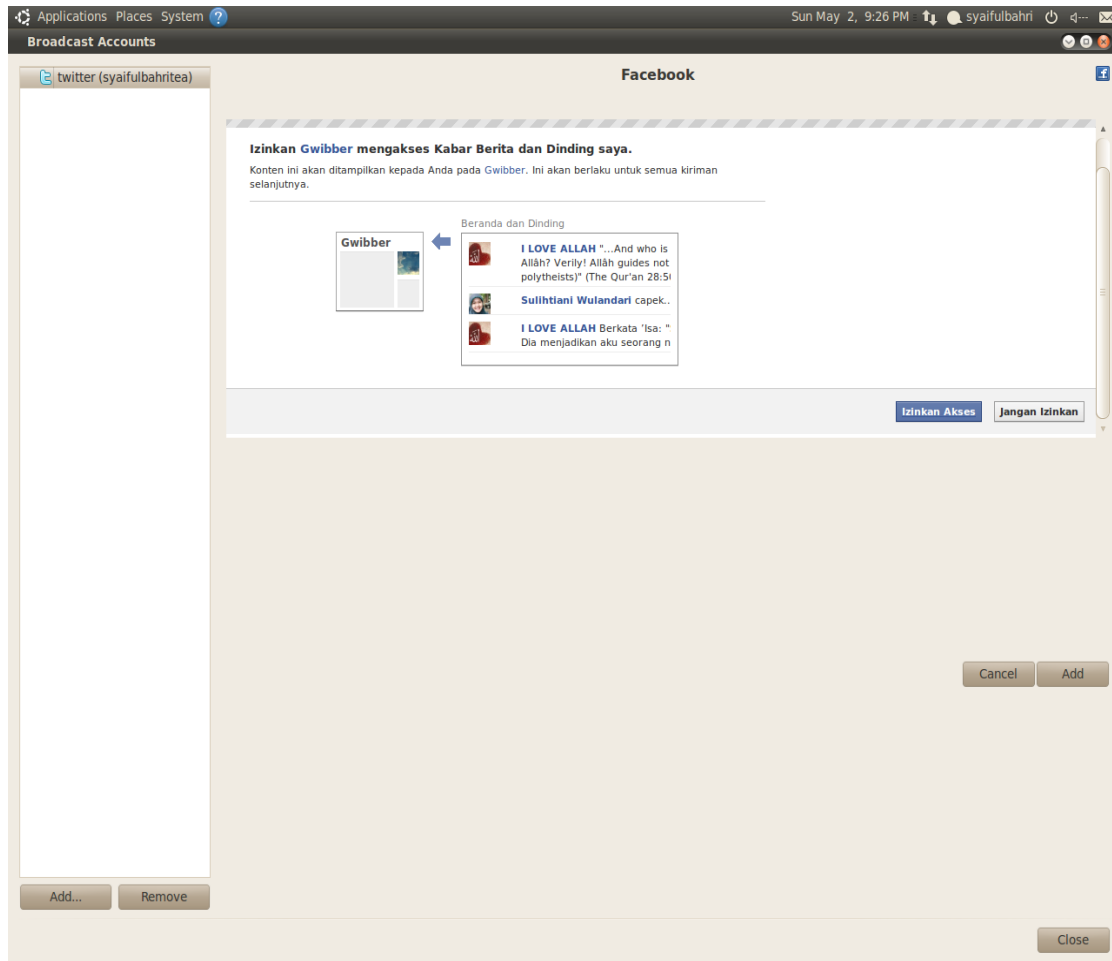 Applications Places System ?
Sun May 2, 9:26 PM syaifulbahri
Broadcast Accounts
twitter (syaifulbahritea)
Facebook
Izinkan Gwibber mengakses Kabar Berita dan Dinding saya.
Konten ini akan ditampilkan kepada Anda pada Gwibber. Ini akan berlaku untuk semua kiriman
selanjutnya.
Beranda dan Dinding
Gwibber
I LOVE ALLAH "...And who is
Allâh? Verily! Allâh guides not
polytheists)" (The Qur'an 28:50
Sulihtiani Wulandari capek..
I LOVE ALLAH Berkata 'Isa: "
Dia menjadikan aku seorang n
Izinkan Akses
Jangan Izinkan
Cancel
Add
Add...
Remove
Close